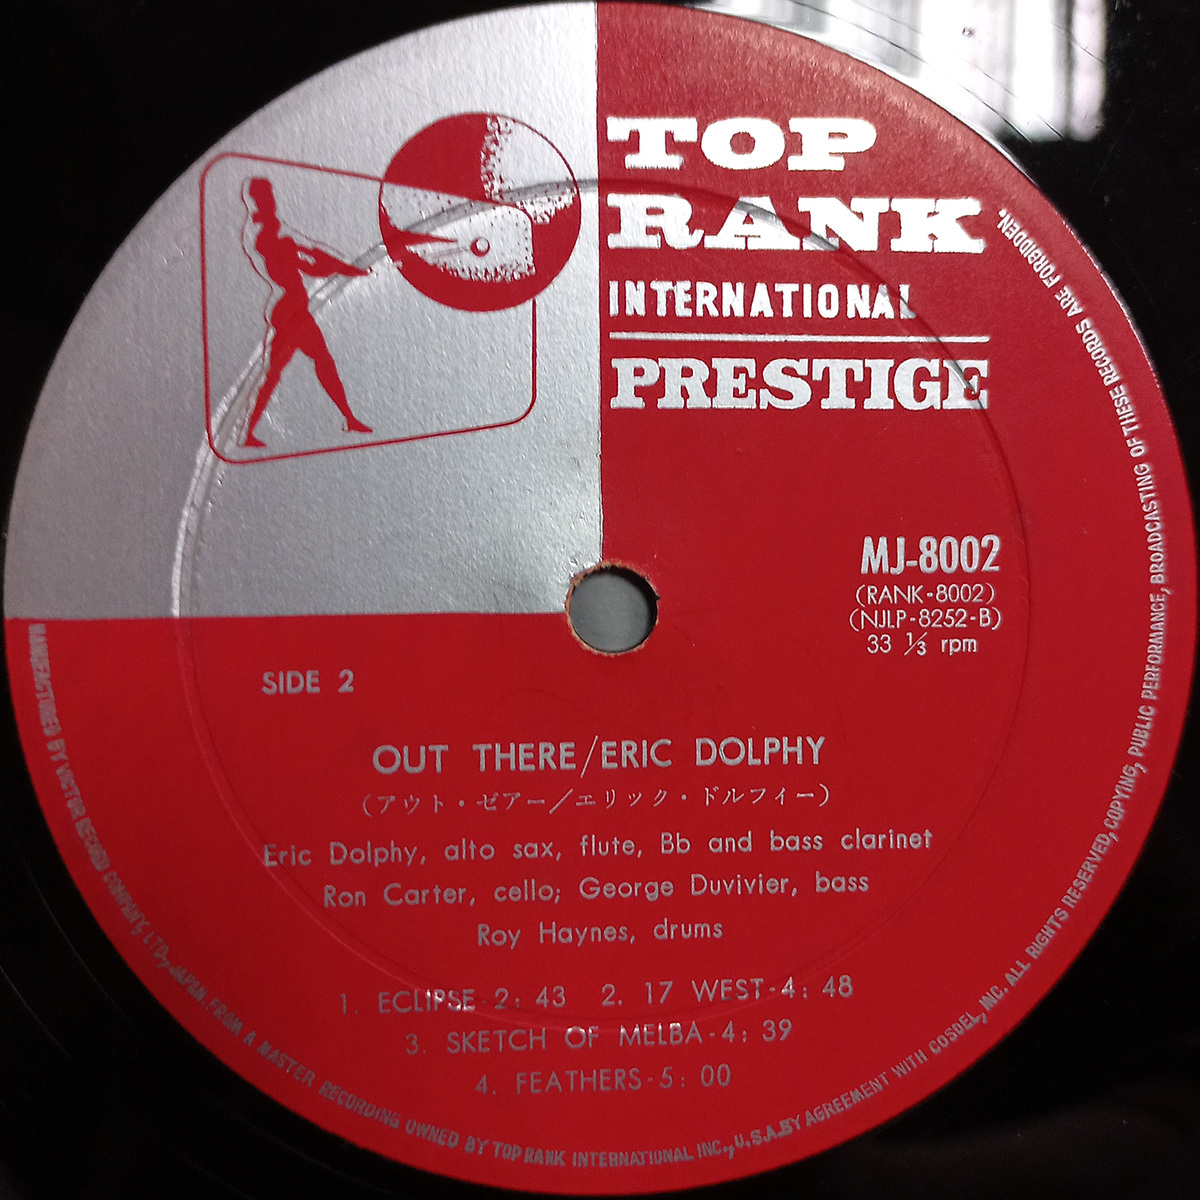 TOP
RANK
INTERNATIONAL
PRESTIGE
MJ-8002
(RANK-8002)
(NJLP-8252-B)
33 1/3 rpm
SIDE 2
OUT THERE/ERIC DOLPHY
(アウト・ゼアー/エリック・ドルフィー)
Eric Dolphy, alto sax, flute, Bb and bass clarinet
Ron Carter, cello; George Duvivier, bass
Roy Haynes, drums
1. ECLIPSE 2: 43 2. 17 WEST-4: 48
3. SKETCH OF MELBA-4: 39
4. FEATHERS-5: 00
MANUFACTURED BY VICTOR RECORD COMPANY, LTD., JAPAN. FROM A MASTER RECORDING OWNED BY TOP RANK INTERNATIONAL INC., U.S.A. BY AGREEMENT WITH COSDEL, INC. ALL RIGHTS RESERVED, COPYING, PUBLIC PERFORMANCE, BROADCASTING OF THESE RECORDS ARE FORBIDDEN.